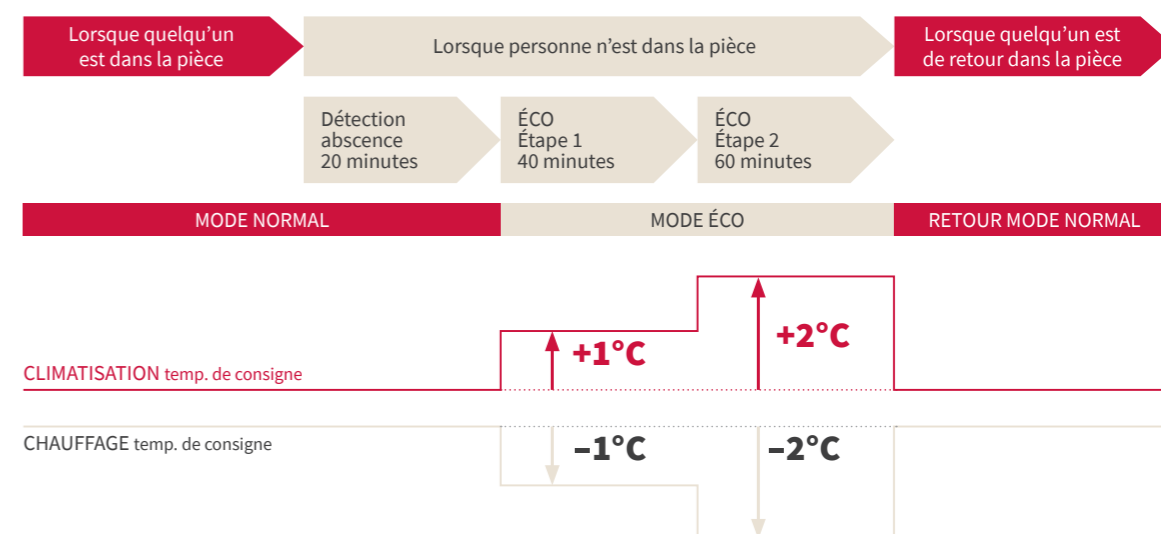 Lorsque quelqu’un
est dans la pièce
Lorsque personne n’est dans la pièce
Lorsque quelqu’un est
de retour dans la pièce
Détection
abscence
20 minutes
ÉCO
Étape 1
40 minutes
ÉCO
Étape 2
60 minutes
MODE NORMAL
MODE ÉCO
RETOUR MODE NORMAL
+1°C
+2°C
CLIMATISATION temp. de consigne
CHAUFFAGE temp. de consigne
–1°C
–2°C